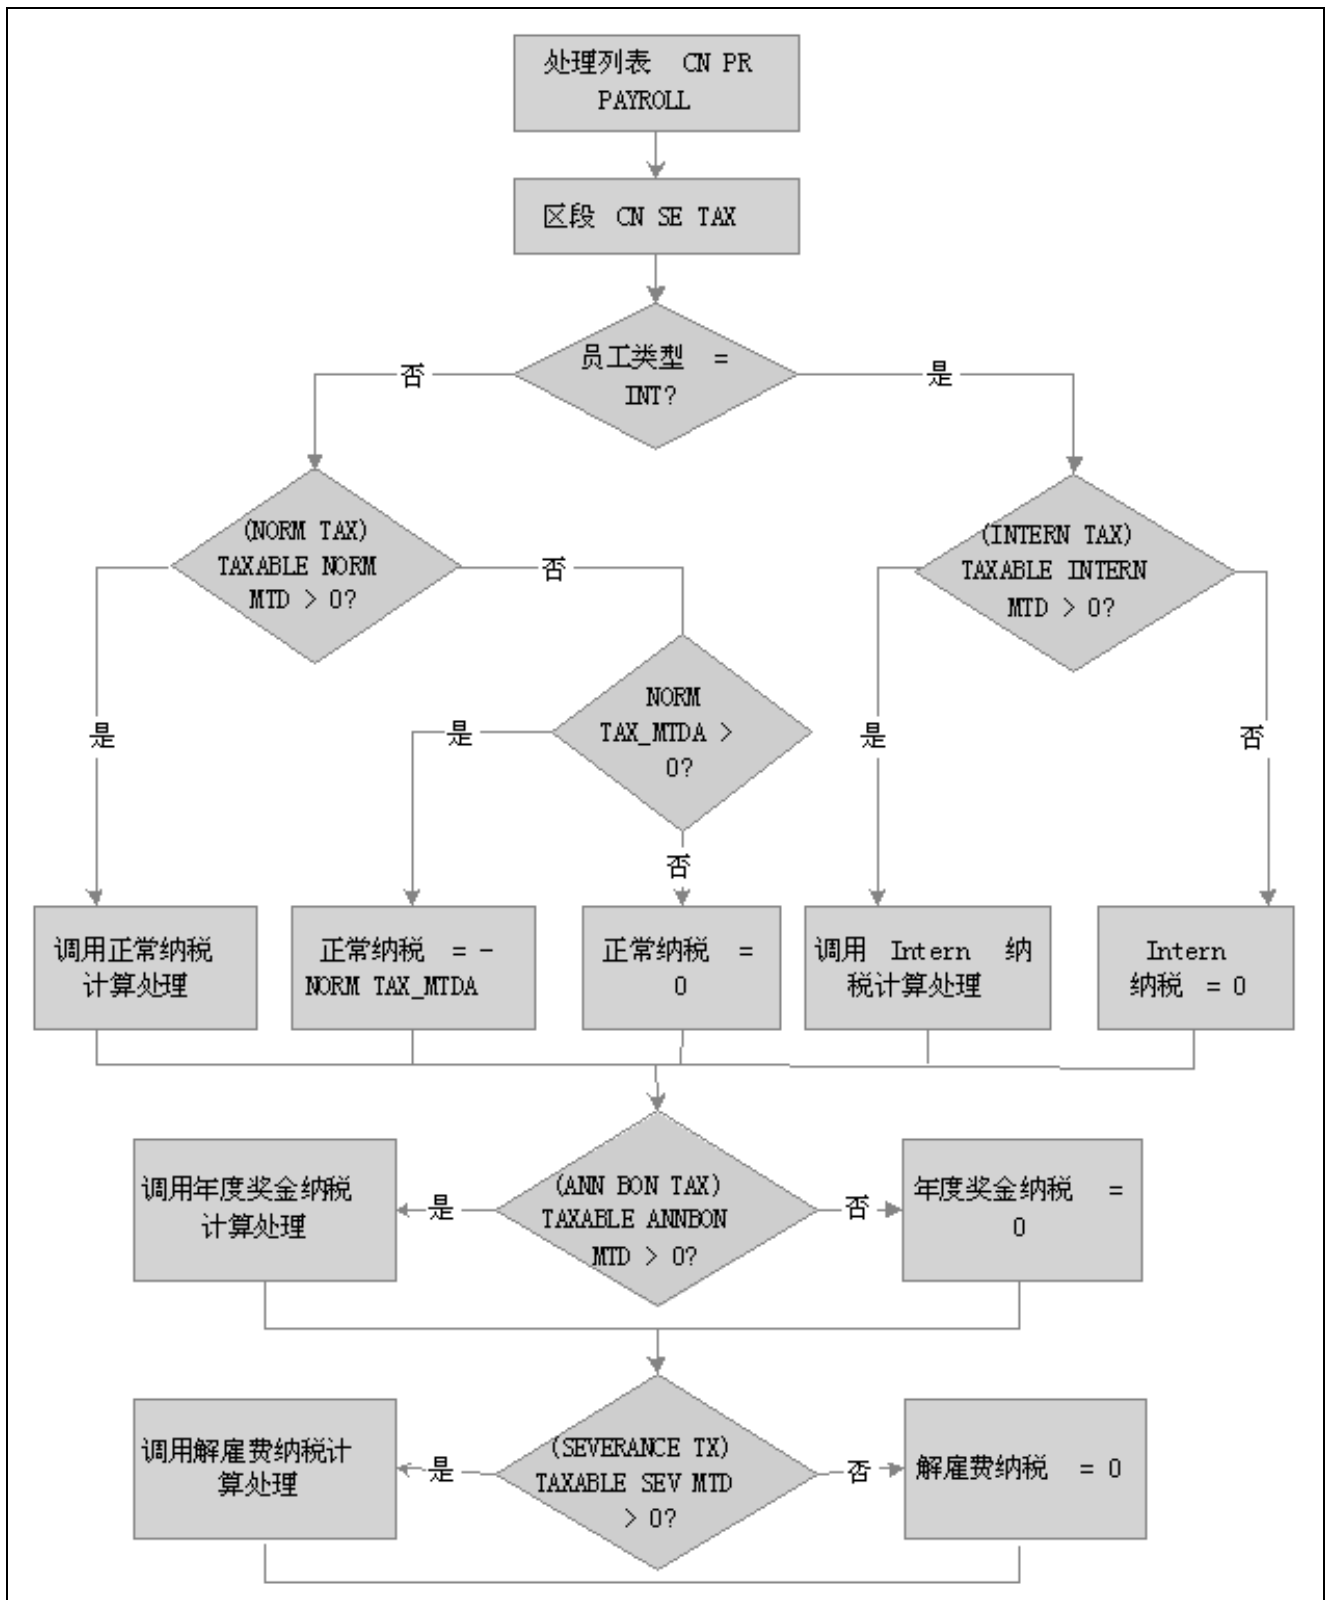 处理列表 CN PR
PAYROLL
区段 CN SE TAX
员工类型 =
INT?
否
是
(NORM TAX)
TAXABLE NORM
MTD > 0?
否
(INTERN TAX)
TAXABLE INTERN
MTD > 0?
是
是
NORM
TAX_MTDA >
0?
是
否
否
调用正常纳税
计算处理
正常纳税 = -
NORM TAX_MTDA
正常纳税 =
0
调用 Intern 纳
税计算处理
Intern
纳税 = 0
调用年度奖金纳税
计算处理
是
(ANN BON TAX)
TAXABLE ANNBON
MTD > 0?
否
年度奖金纳税 =
0
调用解雇费纳税计
算处理
是
(SEVERANCE TX)
TAXABLE SEV MTD
> 0?
否
解雇费纳税 = 0